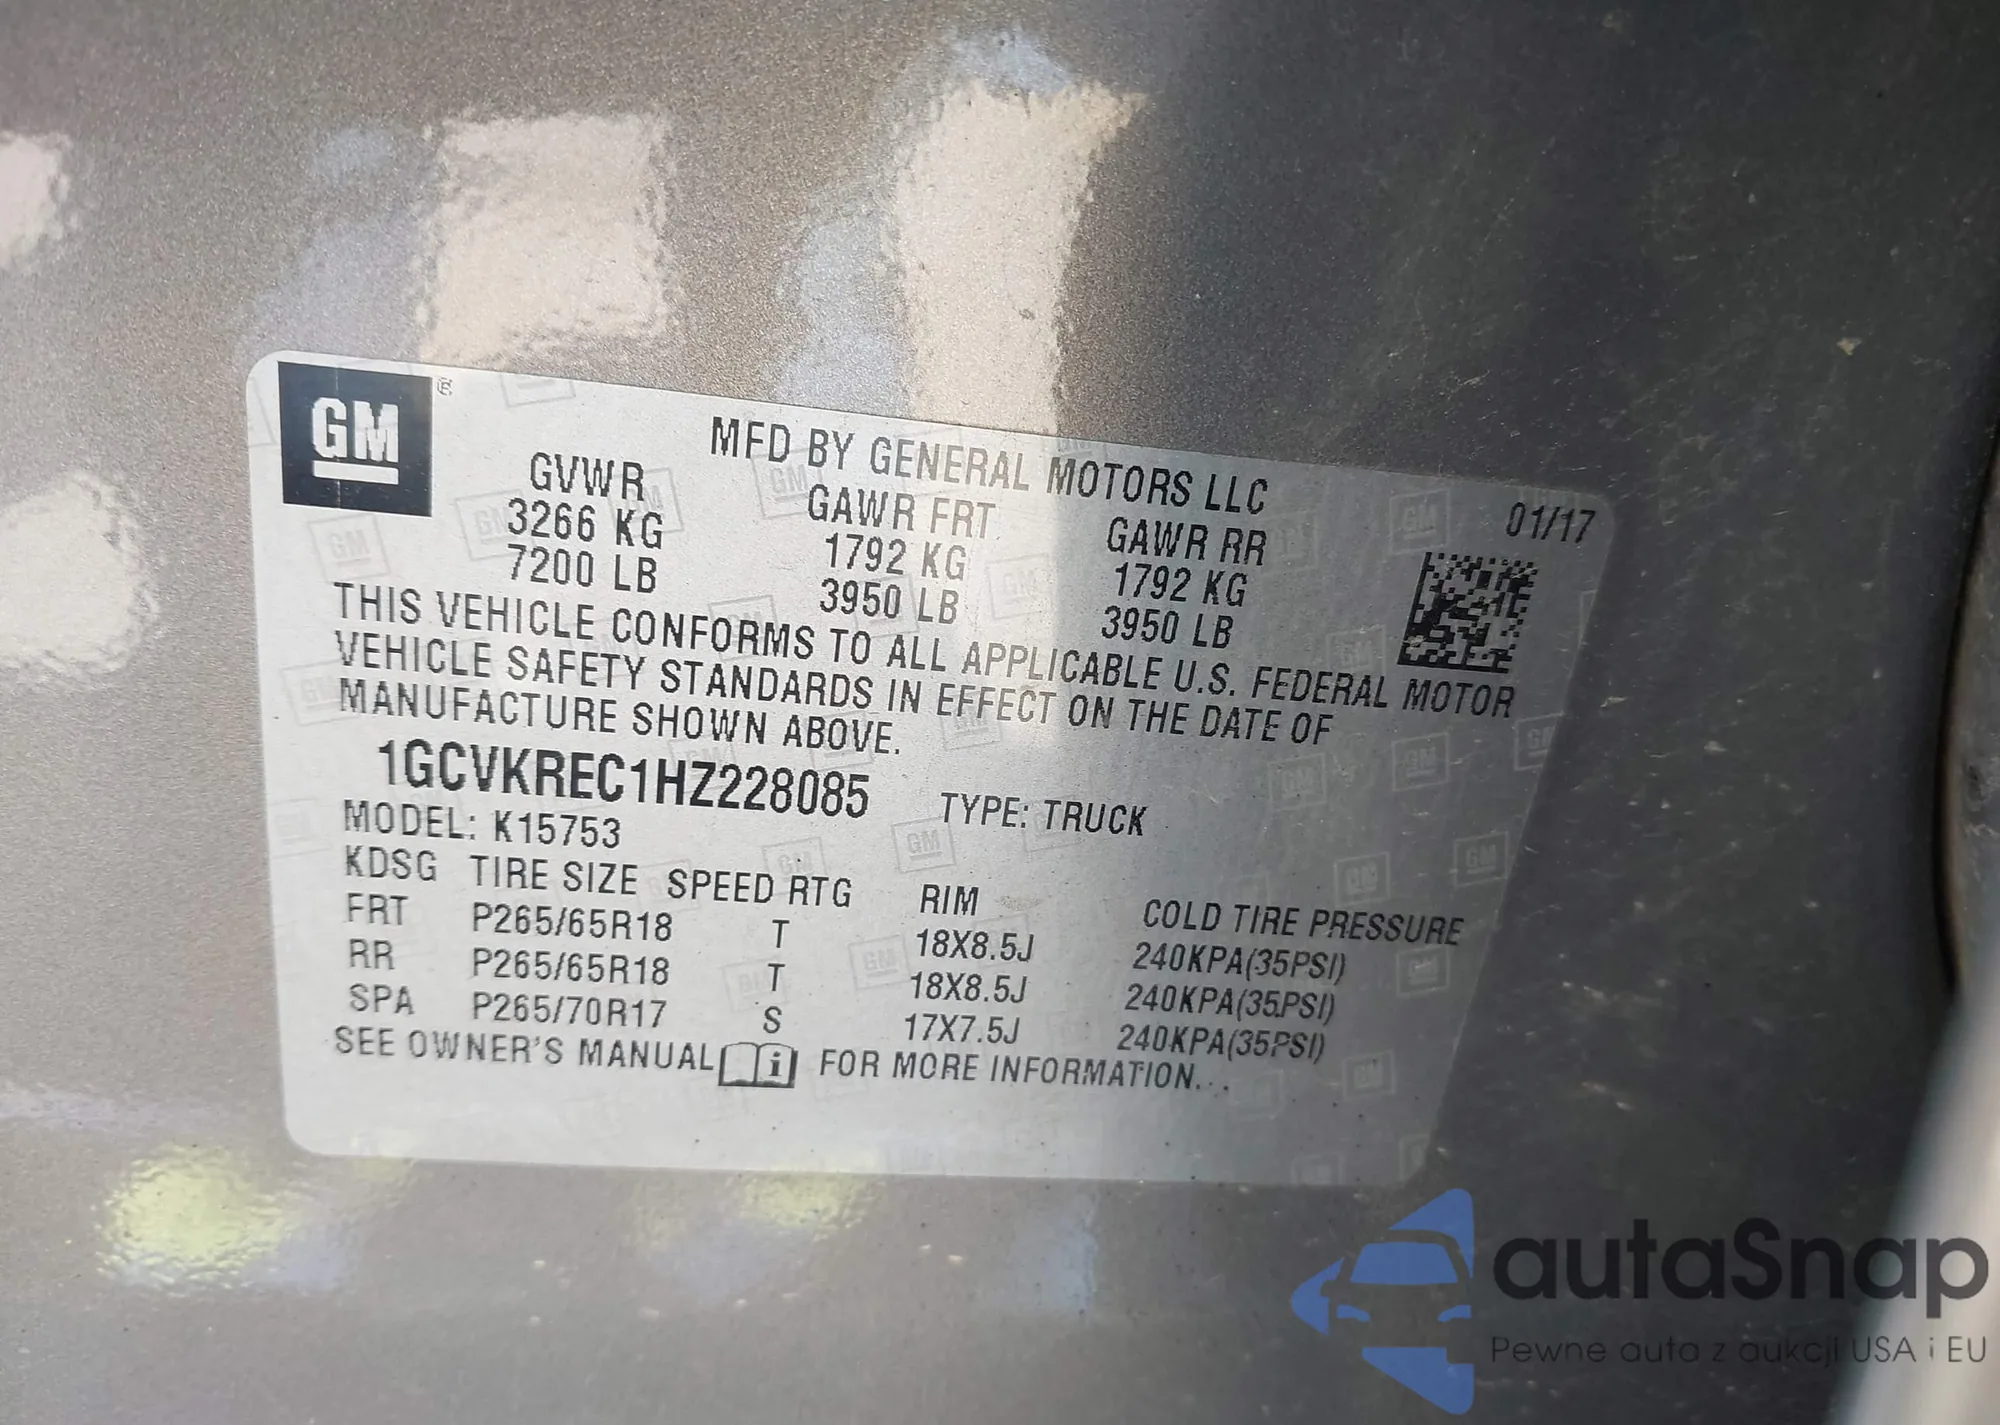 GM
MFD BY GENERAL MOTORS LLC
01/17
GVWR GAWR FRT GAWR RR
3266 KG 1792 KG 1792 KG
7200 LB 3950 LB 3950 LB
THIS VEHICLE CONFORMS TO ALL APPLICABLE U.S. FEDERAL MOTOR
VEHICLE SAFETY STANDARDS IN EFFECT ON THE DATE OF
MANUFACTURE SHOWN ABOVE.
1GCVKREC1HZ228085 TYPE: TRUCK
MODEL: K15753
KDSG TIRE SIZE SPEED RTG RIM COLD TIRE PRESSURE
FRT P265/65R18 T 18X8.5J 240KPA(35PSI)
RR P265/65R18 T 18X8.5J 240KPA(35PSI)
SPA P265/70R17 S 17X7.5J 240KPA(35PSI)
SEE OWNER'S MANUAL i FOR MORE INFORMATION...
autaSnap
Pewne auta z aukcji USA i EU